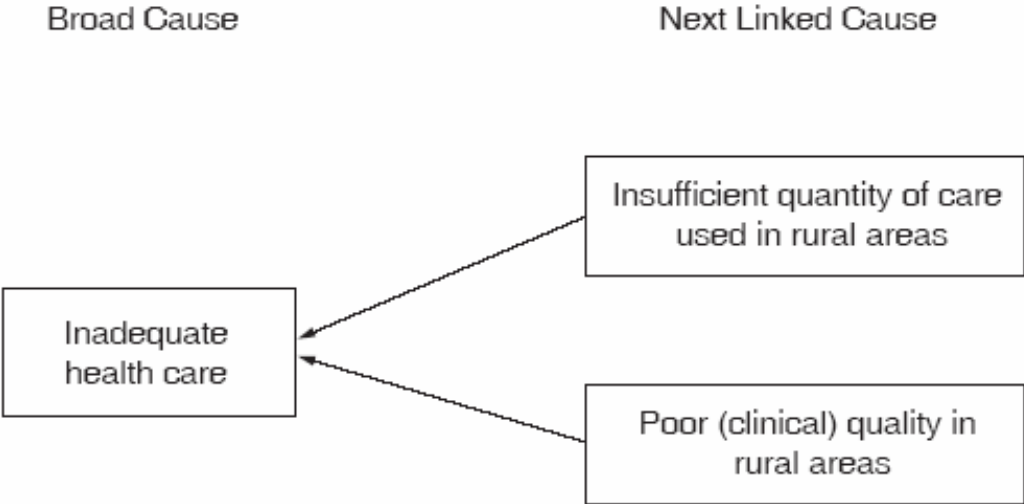 Broad Cause
Next Linked Cause
Insufficient quantity of care
used in rural areas
Inadequate
health care
Poor (clinical) quality in
rural areas